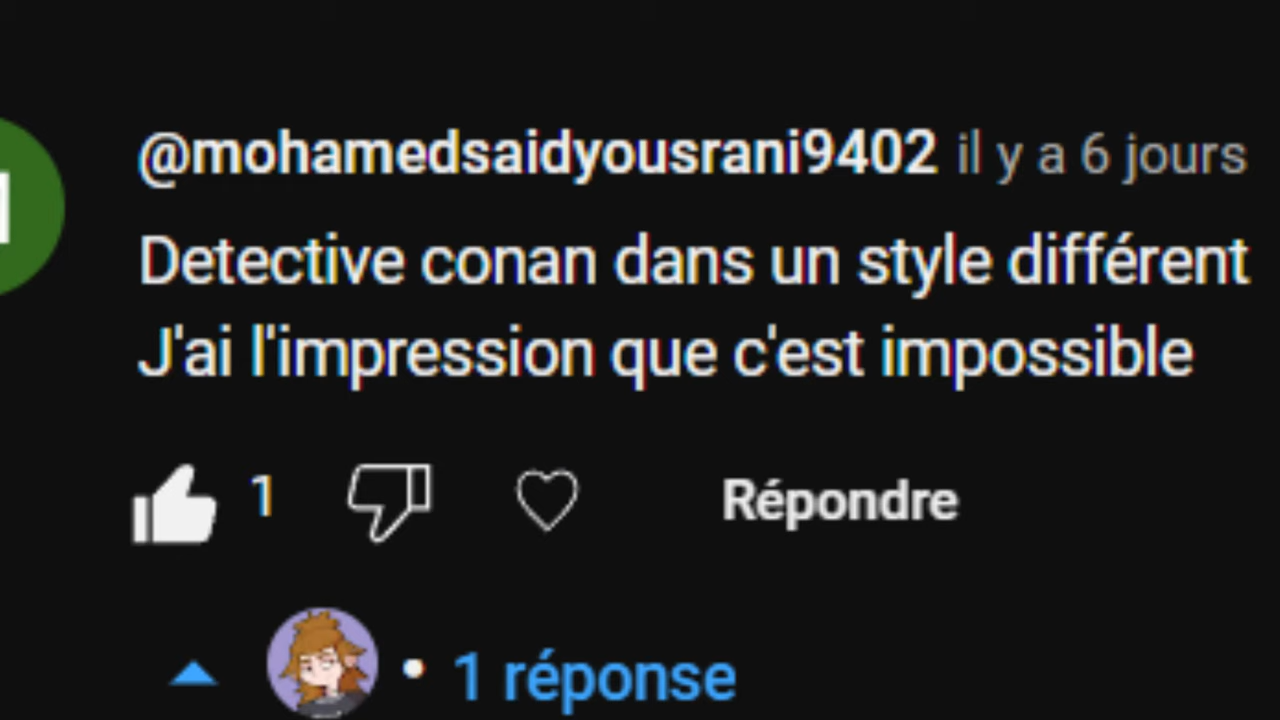 @mohamedsaidyousrani9402 il y a 6 jours
Detective conan dans un style différent
J'ai l'impression que c'est impossible
1 Répondre
1 réponse